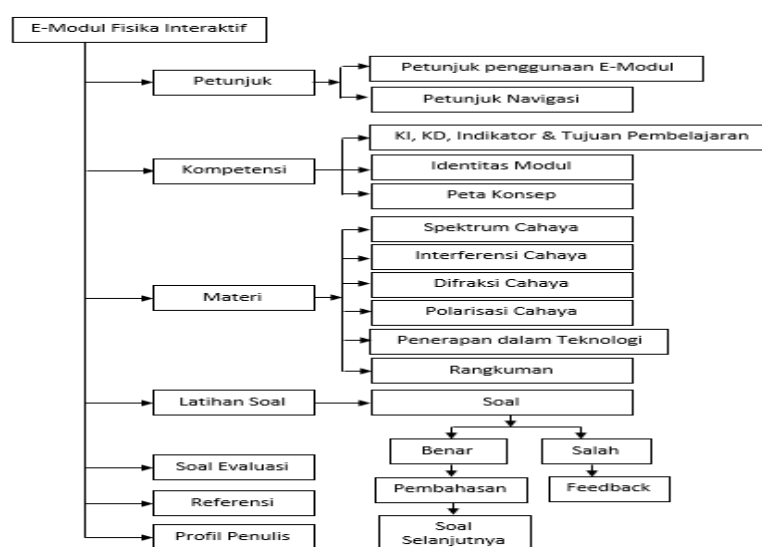 E-Modul Fisika Interaktif
Petunjuk
Petunjuk penggunaan E-Modul
Petunjuk Navigasi
Kompetensi
KI, KD, Indikator & Tujuan Pembelajaran
Identitas Modul
Peta Konsep
Materi
Spektrum Cahaya
Interferensi Cahaya
Difraksi Cahaya
Polarisasi Cahaya
Penerapan dalam Teknologi
Rangkuman
Latihan Soal
Soal
Benar
Salah
Pembahasan
Feedback
Soal
Selanjutnya
Soal Evaluasi
Referensi
Profil Penulis